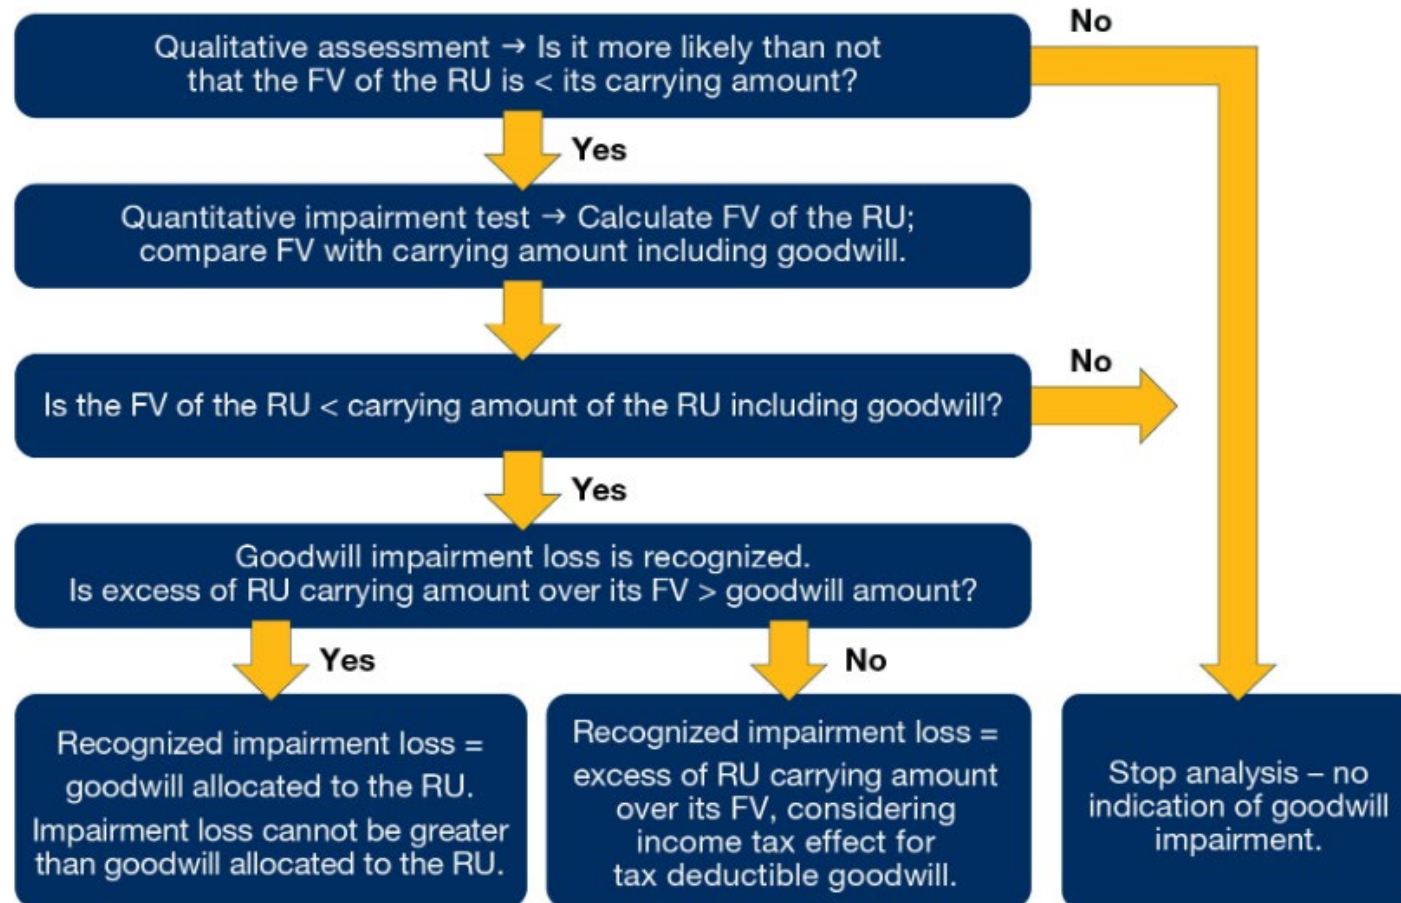 No
Qualitative assessment → Is it more likely than not
that the FV of the RU is < its carrying amount?
Yes
Quantitative impairment test → Calculate FV of the RU;
compare FV with carrying amount including goodwill.
No
Is the FV of the RU < carrying amount of the RU including goodwill?
Yes
Goodwill impairment loss is recognized.
Is excess of RU carrying amount over its FV > goodwill amount?
Yes
No
Recognized impairment loss =
goodwill allocated to the RU.
Impairment loss cannot be greater
than goodwill allocated to the RU.
Recognized impairment loss =
excess of RU carrying amount
over its FV, considering
income tax effect for
tax deductible goodwill.
Stop analysis – no
indication of goodwill
impairment.